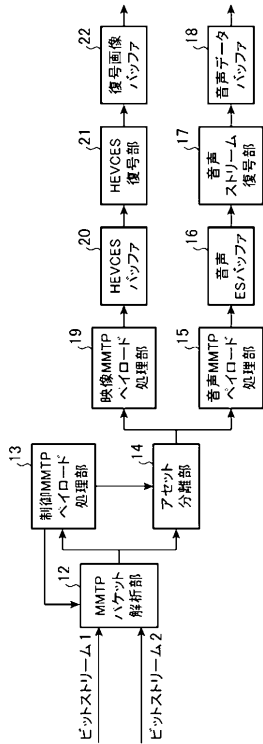 ビットストリーム1
ビットストリーム2
12
MMTP
パケット
解析部
13
制御MMTP
ペイロード
処理部
14
アセット
分離部
19
映像MMTP
ペイロード
処理部
20
HEVCES
バッファ
21
HEVCES
復号部
22
復号画像
バッファ
15
音声MMTP
ペイロード
処理部
16
音声
ESバッファ
17
音声
ストリーム
復号部
18
音声データ
バッファ